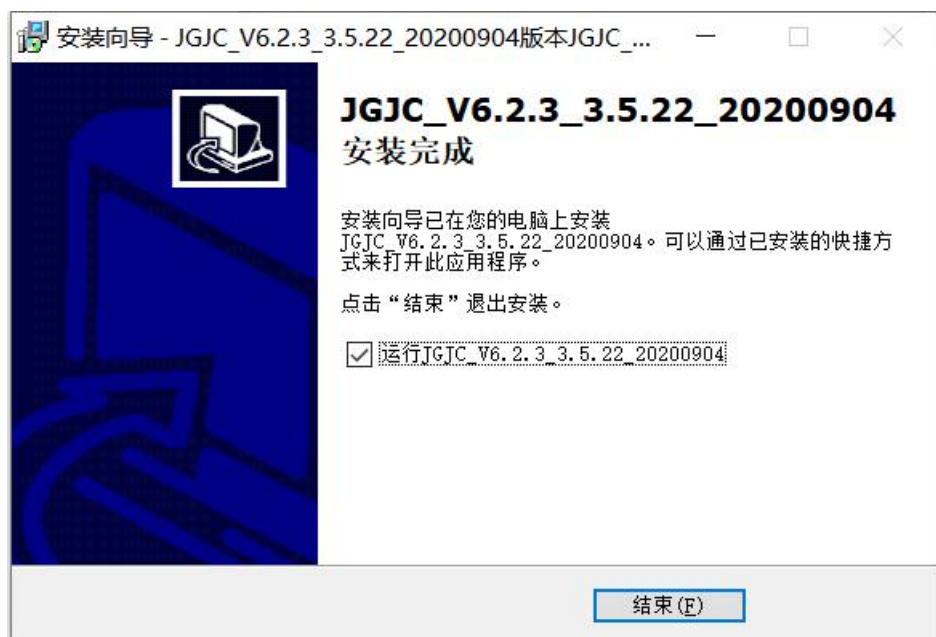 安装向导 - JGJC_V6.2.3_3.5.22_20200904版本JGJC_...
JGJC_V6.2.3_3.5.22_20200904
安装完成
安装向导已在您的电脑上安装
JGJC_V6.2.3_3.5.22_20200904。可以通过已安装的快捷方
式来打开此应用程序。
点击“结束”退出安装。
运行JGJC_V6.2.3_3.5.22_20200904
结束(F)